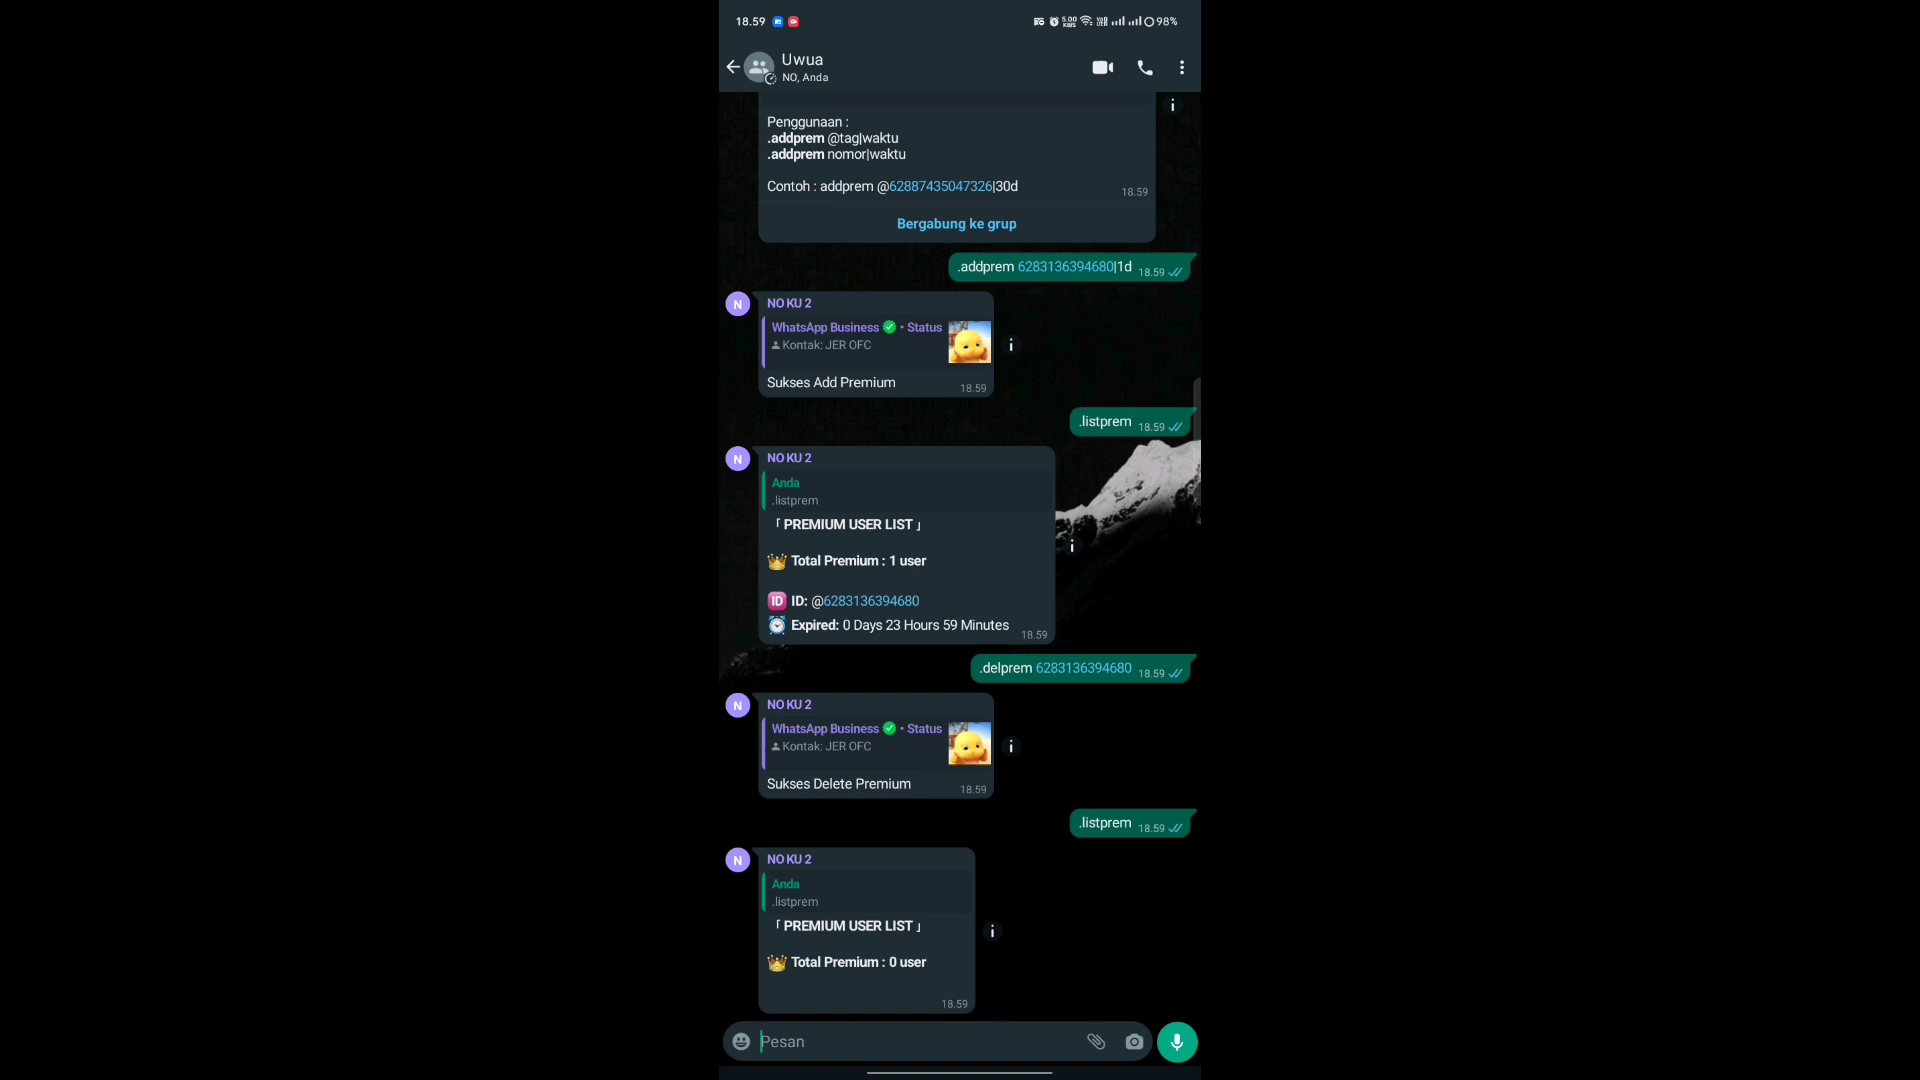 18.59
5.00
KB/S
98%
Uwua
NO, Anda
Penggunaan :
.addprem @tag|waktu
.addprem nomor|waktu
Contoh : addprem @62887435047326|30d
18.59
Bergabung ke grup
.addprem 6283136394680|1d 18.59
N
NO KU 2
WhatsApp Business • Status
Kontak: JER OFC
Sukses Add Premium
18.59
.listprem 18.59
N
NO KU 2
Anda
.listprem
「 PREMIUM USER LIST 」
👑 Total Premium : 1 user
🆔 ID: @6283136394680
⏰ Expired: 0 Days 23 Hours 59 Minutes
18.59
.delprem 6283136394680 18.59
N
NO KU 2
WhatsApp Business • Status
Kontak: JER OFC
Sukses Delete Premium
18.59
.listprem 18.59
N
NO KU 2
Anda
.listprem
「 PREMIUM USER LIST 」
👑 Total Premium : 0 user
18.59
Pesan